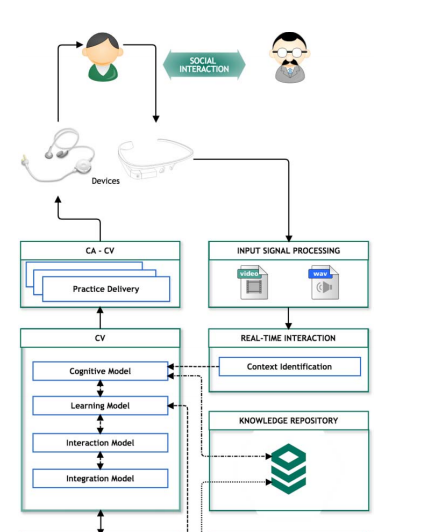 SOCIAL
INTERACTION
Devices
CA - CV
Practice Delivery
INPUT SIGNAL PROCESSING
video
wav
CV
Cognitive Model
Learning Model
Interaction Model
Integration Model
REAL-TIME INTERACTION
Context Identification
KNOWLEDGE REPOSITORY